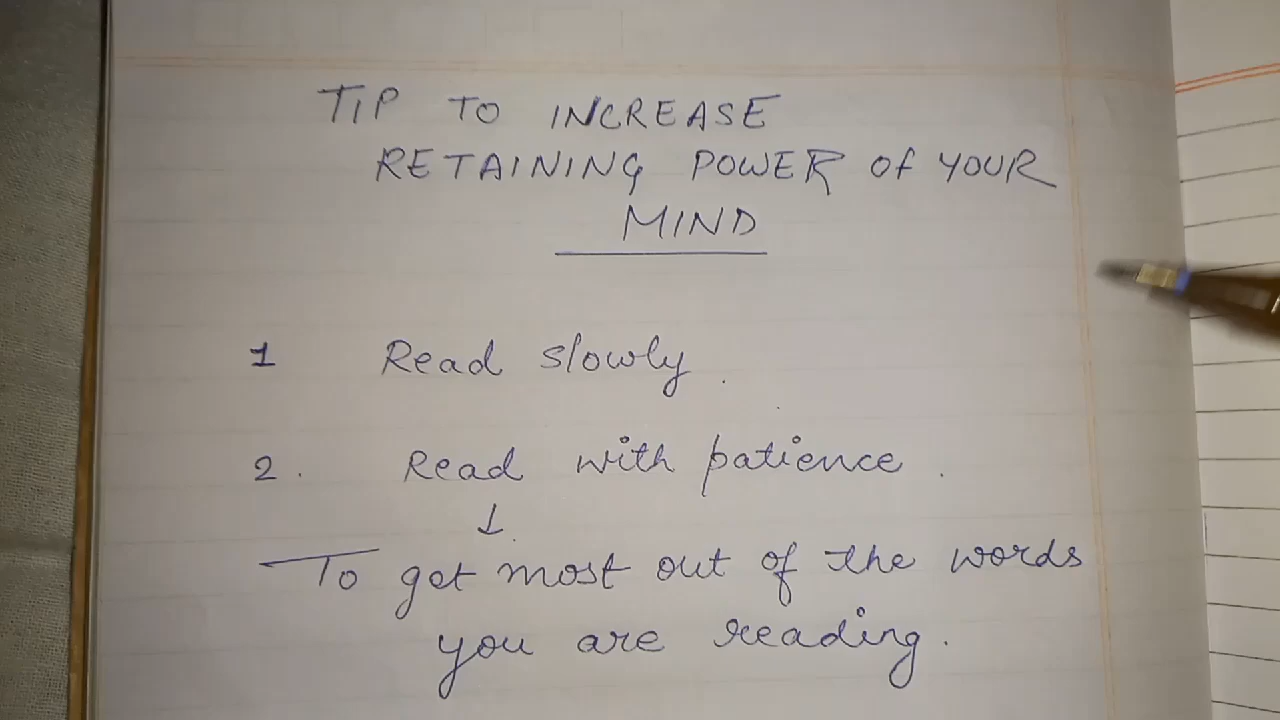 TIP TO INCREASE
RETAINING POWER Of YOUR
MIND
1 Read slowly.
2. Read with patience.
↓
To get most out of the words
you are reading.